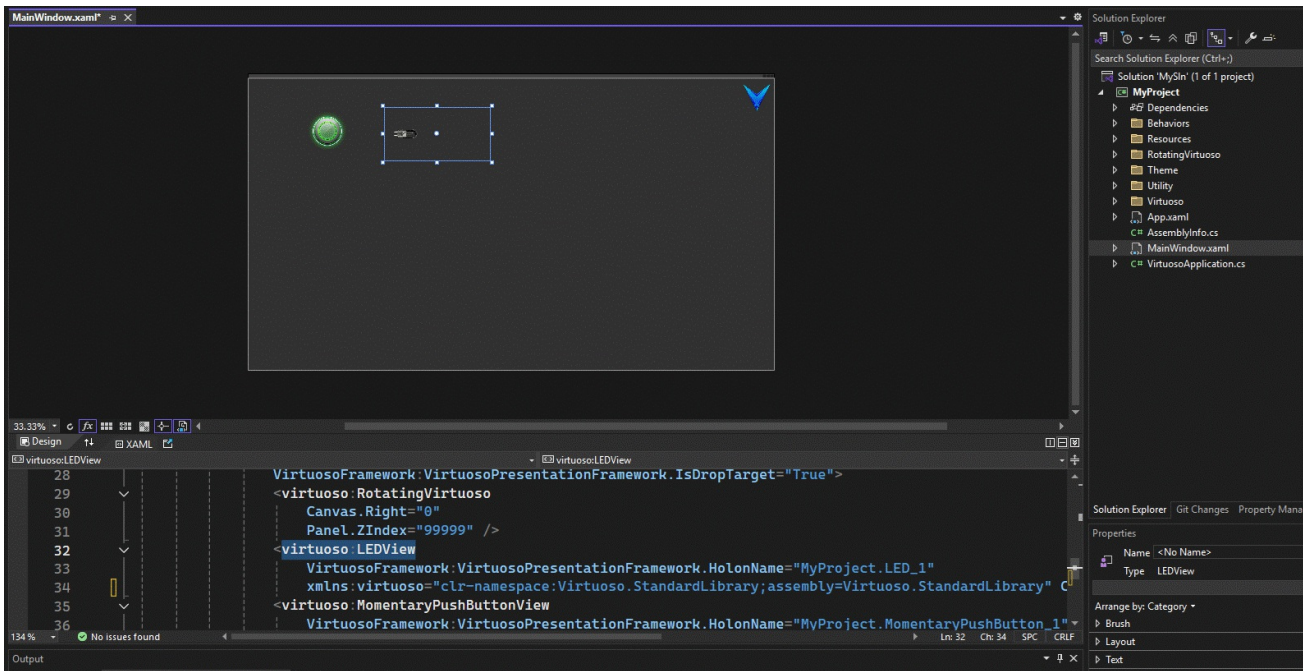 MainWindow.xaml*
33.33%
fx
Design
XAML
virtuoso:LEDView
virtuoso:LEDView
28 VirtuosoFramework:VirtuosoPresentationFramework.IsDropTarget="True">
29 <virtuoso:RotatingVirtuoso
30 Canvas.Right="0"
31 Panel.ZIndex="99999" />
32 <virtuoso:LEDView
33 VirtuosoFramework:VirtuosoPresentationFramework.HolonName="MyProject.LED_1"
34 xmlns:virtuoso="clr-namespace:Virtuoso.StandardLibrary;assembly=Virtuoso.StandardLibrary"
35 <virtuoso:MomentaryPushButtonView
36 VirtuosoFramework:VirtuosoPresentationFramework.HolonName="MyProject.MomentaryPushButton_1"
134 % No issues found Ln: 32 Ch: 34 SPC CRLF
Output
Solution Explorer
Search Solution Explorer (Ctrl+;)
Solution 'MySln' (1 of 1 project)
MyProject
Dependencies
Behaviors
Resources
RotatingVirtuoso
Theme
Utility
Virtuoso
App.xaml
C# AssemblyInfo.cs
MainWindow.xaml
C# VirtuosoApplication.cs
Solution Explorer Git Changes Property Mana
Properties
Name <No Name>
Type LEDView
Arrange by: Category
Brush
Layout
Text